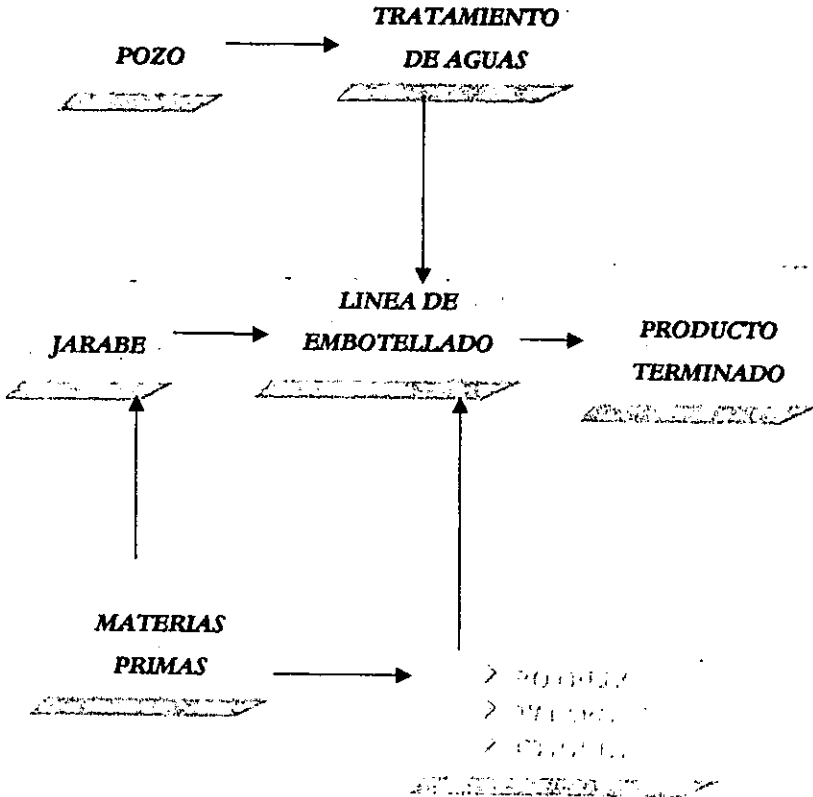 TRATAMIENTO
DE AGUAS
POZO
LINEA DE
EMBOTELLADO
JARABE
PRODUCTO
TERMINADO
MATERIAS
PRIMAS